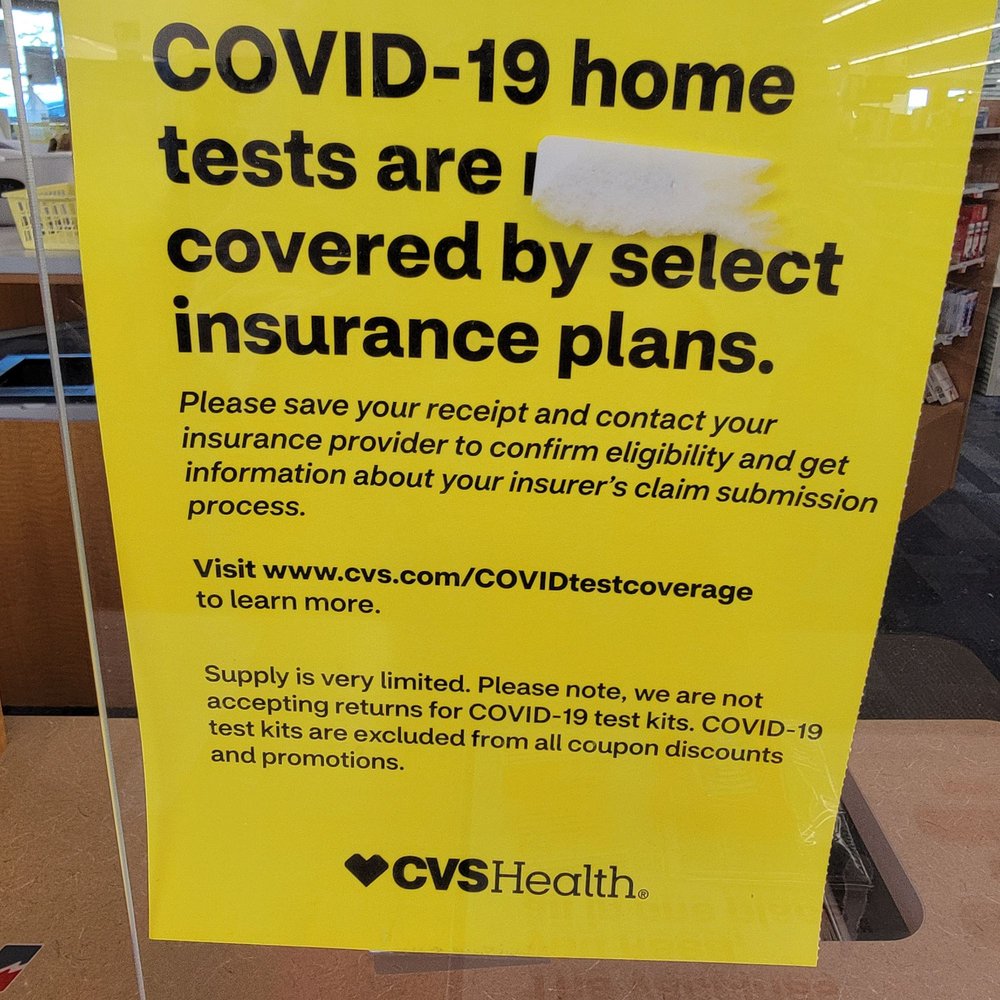 COVID-19 home
tests are
covered by select
insurance plans.
Please save your receipt and contact your
insurance provider to confirm eligibility and get
information about your insurer's claim submission
process.
Visit www.cvs.com/COVIDtestcoverage
to learn more.
Supply is very limited. Please note, we are not
accepting returns for COVID-19 test kits. COVID-19
test kits are excluded from all coupon discounts
and promotions.
CVSHealth®